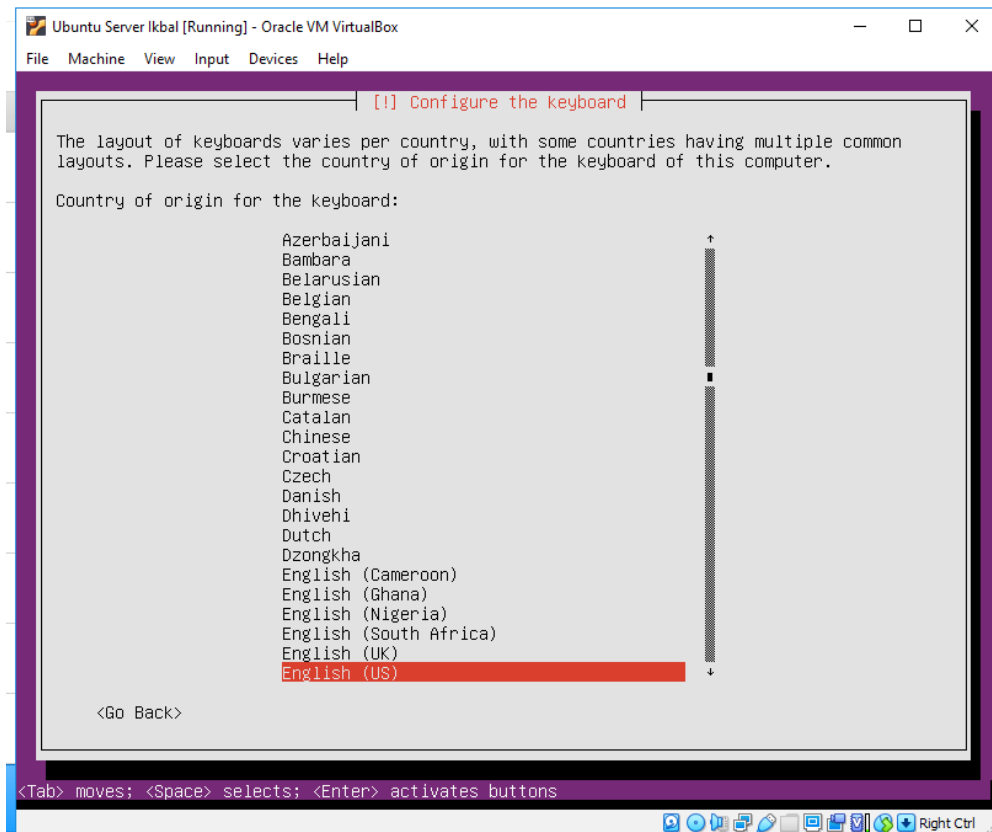 Ubuntu Server Ikbal [Running] - Oracle VM VirtualBox
File Machine View Input Devices Help
[!] Configure the keyboard
The layout of keyboards varies per country, with some countries having multiple common
layouts. Please select the country of origin for the keyboard of this computer.
Country of origin for the keyboard:
Azerbaijani
Bambara
Belarusian
Belgian
Bengali
Bosnian
Braille
Bulgarian
Burmese
Catalan
Chinese
Croatian
Czech
Danish
Dhivehi
Dutch
Dzongkha
English (Cameroon)
English (Ghana)
English (Nigeria)
English (South Africa)
English (UK)
English (US)
<Go Back>
<Tab> moves; <Space> selects; <Enter> activates buttons
Right Ctrl